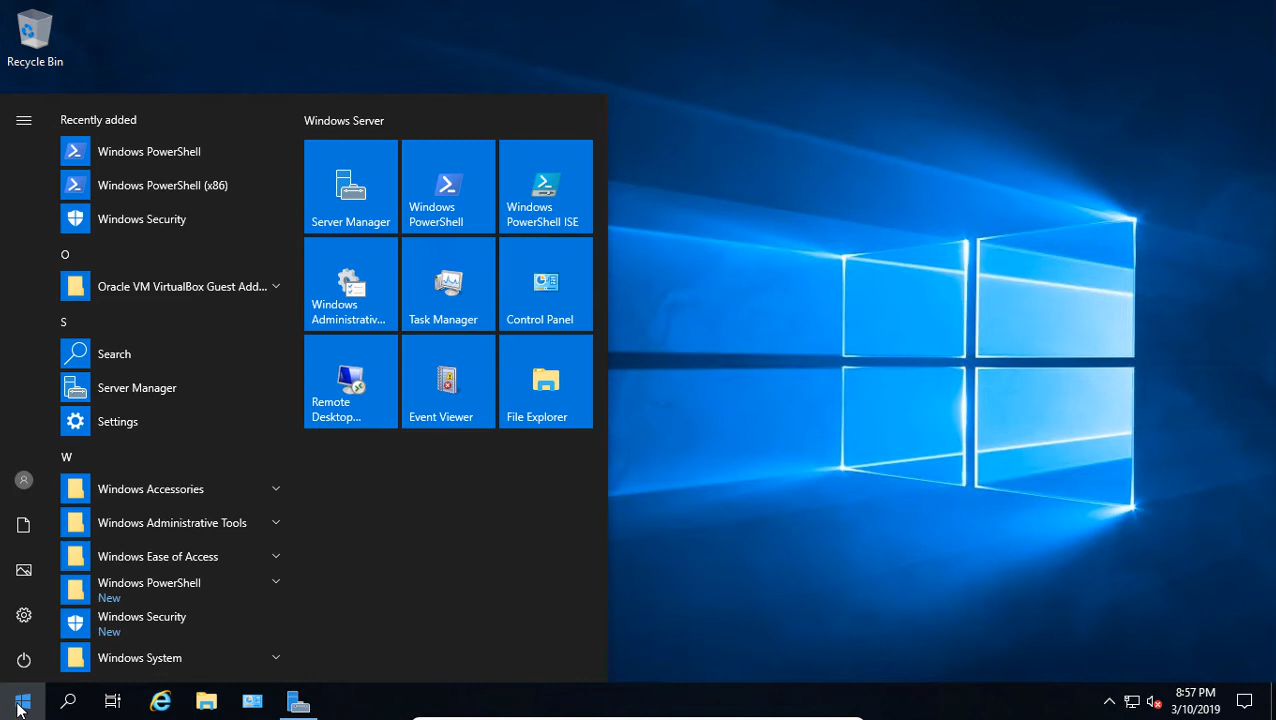 Recycle Bin
Recently added
Windows PowerShell
Windows PowerShell (x86)
Windows Security
O
Oracle VM VirtualBox Guest Add...
S
Search
Server Manager
Settings
W
Windows Accessories
Windows Administrative Tools
Windows Ease of Access
Windows PowerShell
New
Windows Security
New
Windows System
Windows Server
Server Manager
Windows
PowerShell
Windows
PowerShell ISE
Windows
Administrativ...
Task Manager
Control Panel
Remote
Desktop...
Event Viewer
File Explorer
8:57 PM
3/10/2019